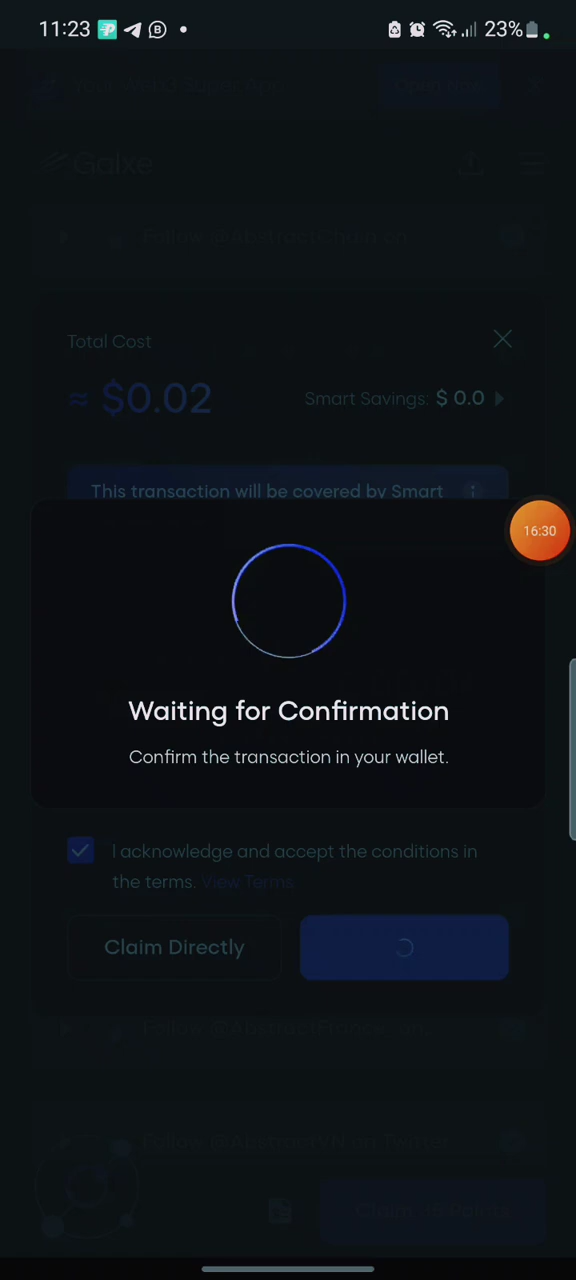 11:23
23%
Galxe
Total Cost
≈ $0.02
Smart Savings: $ 0.0
This transaction will be covered by Smart
16:30
Waiting for Confirmation
Confirm the transaction in your wallet.
I acknowledge and accept the conditions in
the terms. View Terms
Claim Directly